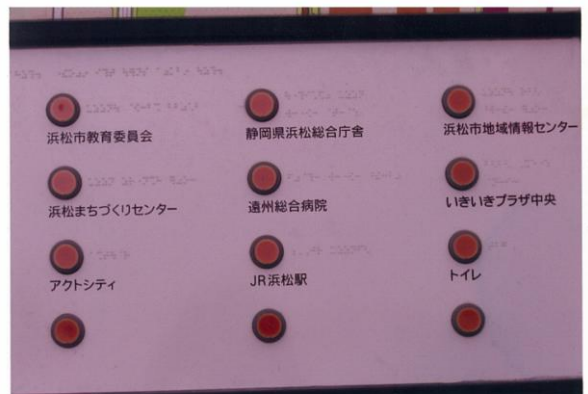 浜松市教育委員会
静岡県浜松総合庁舎
浜松市地域情報センター
浜松まちづくりセンター
遠州総合病院
いきいきプラザ中央
アクトシティ
JR浜松駅
トイレ